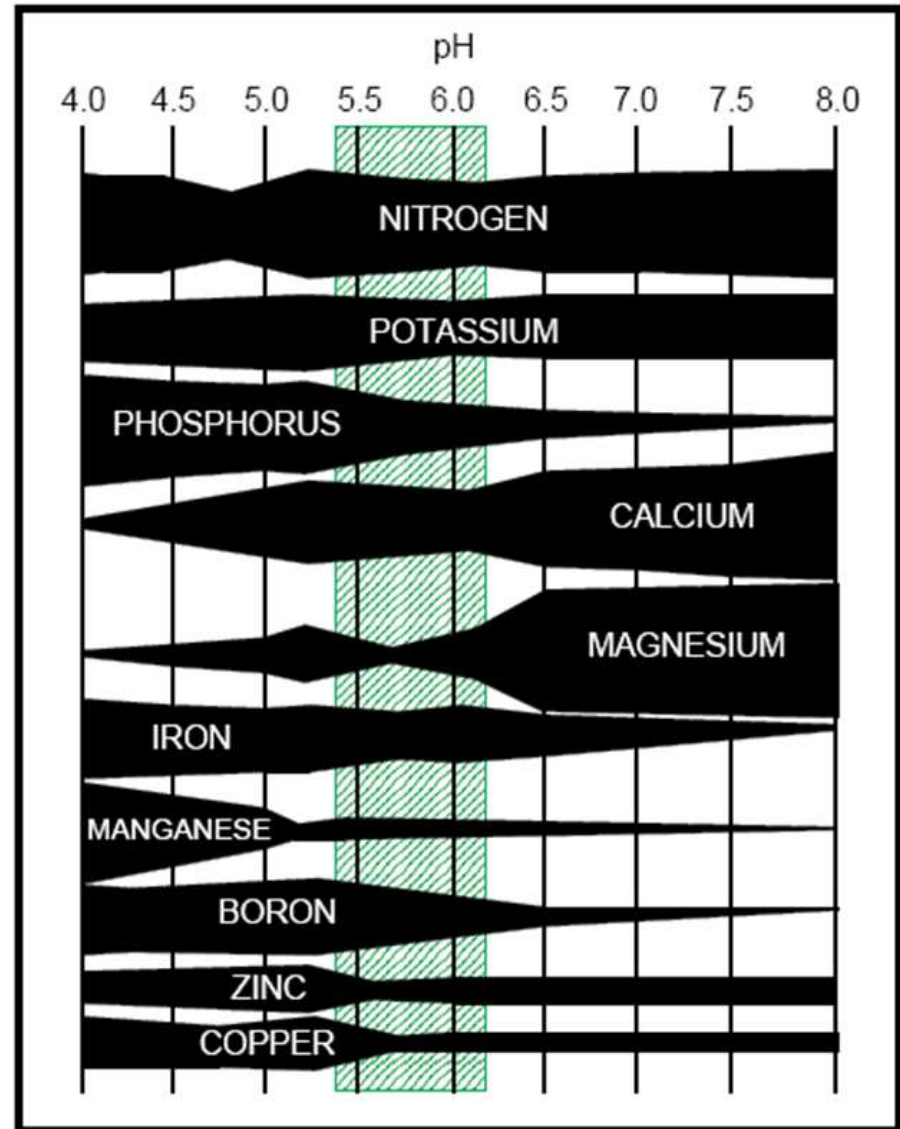 pH
4.0 4.5 5.0 5.5 6.0 6.5 7.0 7.5 8.0
NITROGEN
POTASSIUM
PHOSPHORUS
CALCIUM
MAGNESIUM
IRON
MANGANESE
BORON
ZINC
COPPER